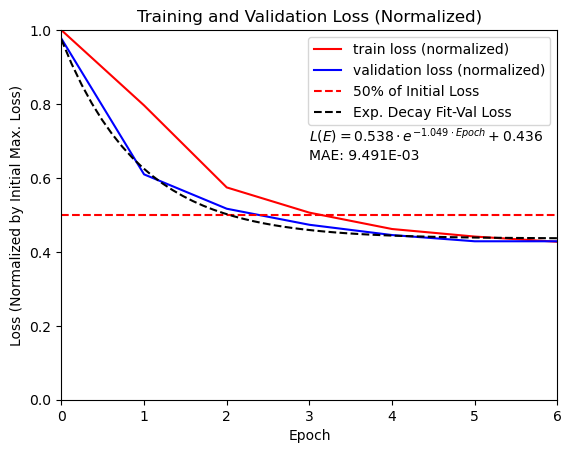 Training and Validation Loss (Normalized)
Loss (Normalized by Initial Max. Loss)
1.0
0.8
0.6
0.4
0.2
0.0
train loss (normalized)
validation loss (normalized)
50% of Initial Loss
Exp. Decay Fit-Val Loss
L(E) = 0.538 · e^{-1.049 · Epoch} + 0.436
MAE: 9.491E-03
0 1 2 3 4 5 6
Epoch